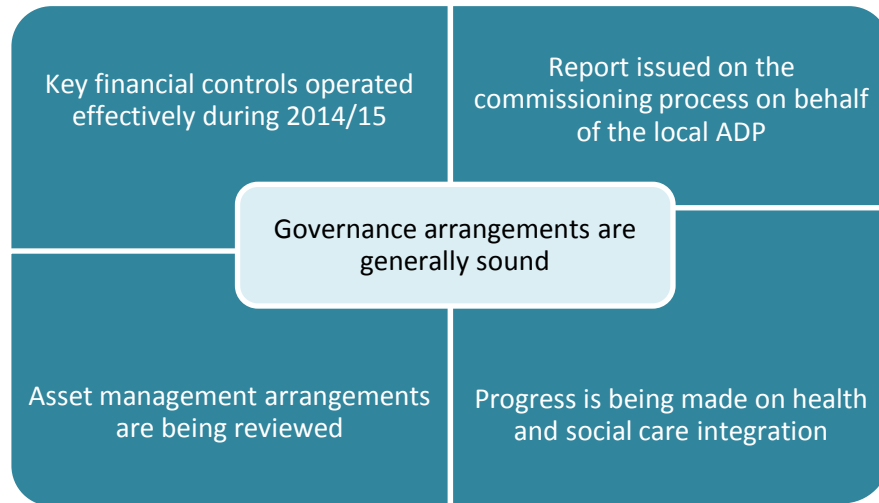 Key financial controls operated
effectively during 2014/15
Report issued on the
commissioning process on behalf
of the local ADP
Governance arrangements are
generally sound
Asset management arrangements
are being reviewed
Progress is being made on health
and social care integration